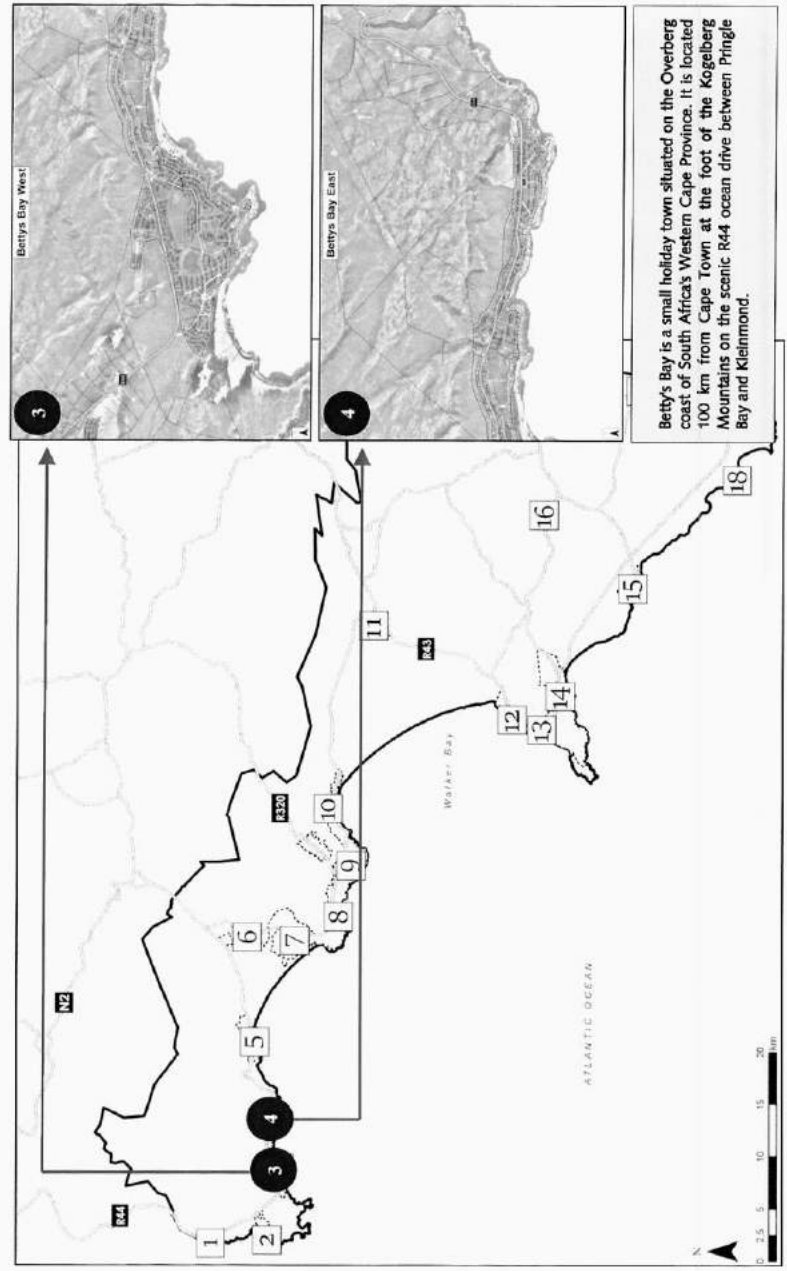 3
Bettys Bay West
4
Bettys Bay East
Betty's Bay is a small holiday town situated on the Overberg
coast of South Africa's Western Cape Province. It is located
100 km from Cape Town at the foot of the Kogelberg
Mountains on the scenic R44 ocean drive between Pringle
Bay and Kleinmond.
N2
R44
R320
R43
1
2
3
4
5
6
7
8
9
10
11
12
13
14
15
16
18
Walker Bay
ATLANTIC OCEAN
N
0 2.5 5 10 15 20
km